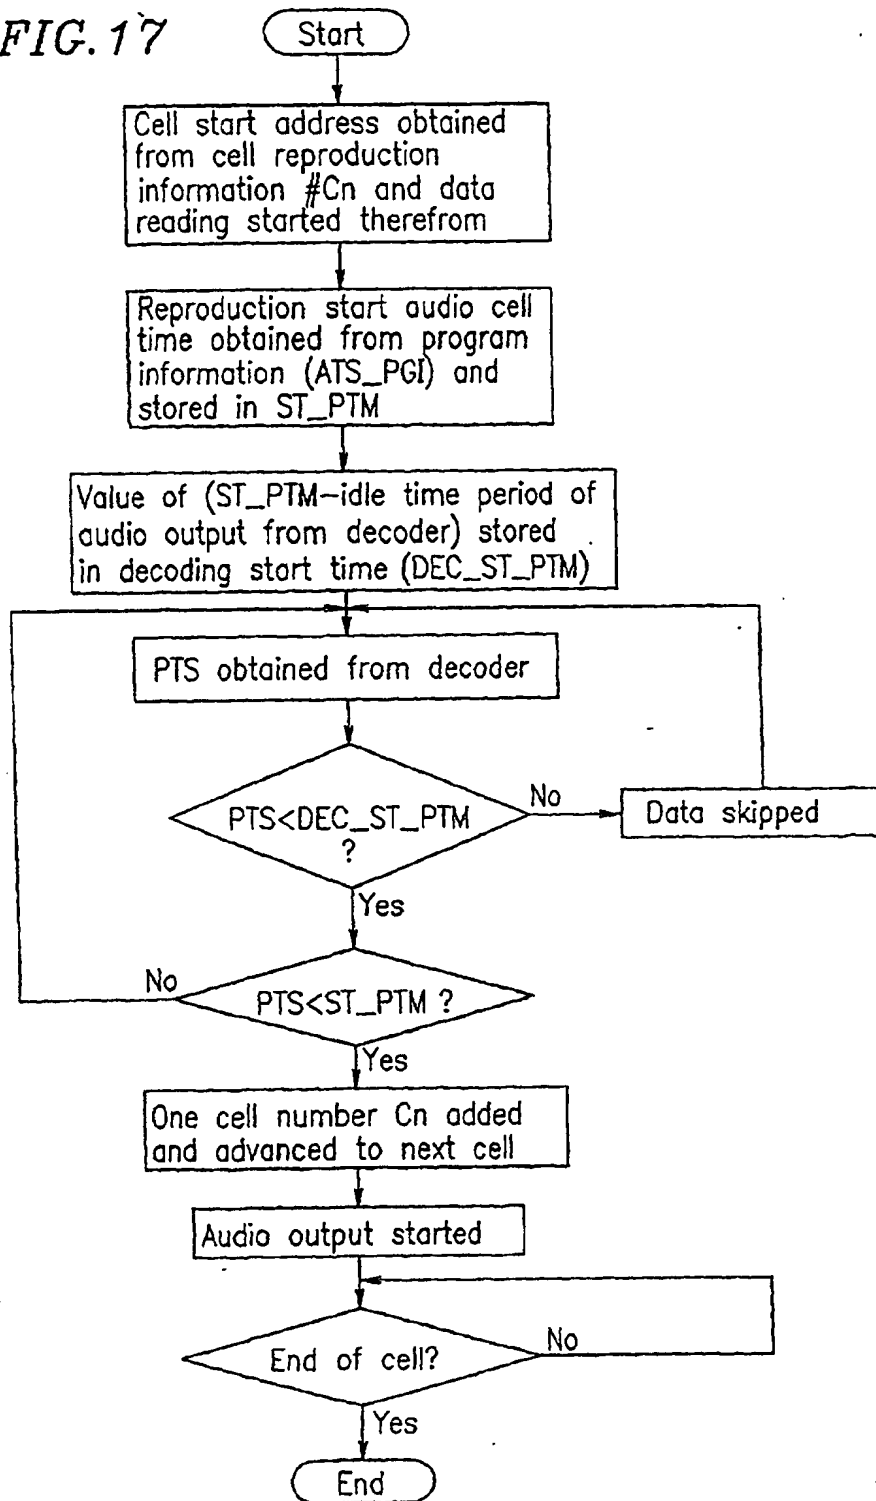 FIG. 17
Start
Cell start address obtained
from cell reproduction
information #Cn and data
reading started therefrom
Reproduction start audio cell
time obtained from program
information (ATS_PGI) and
stored in ST_PTM
Value of (ST_PTM-idle time period of
audio output from decoder) stored
in decoding start time (DEC_ST_PTM)
PTS obtained from decoder
PTS<DEC_ST_PTM
?
No
Data skipped
Yes
No
PTS<ST_PTM ?
Yes
One cell number Cn added
and advanced to next cell
Audio output started
End of cell?
No
Yes
End